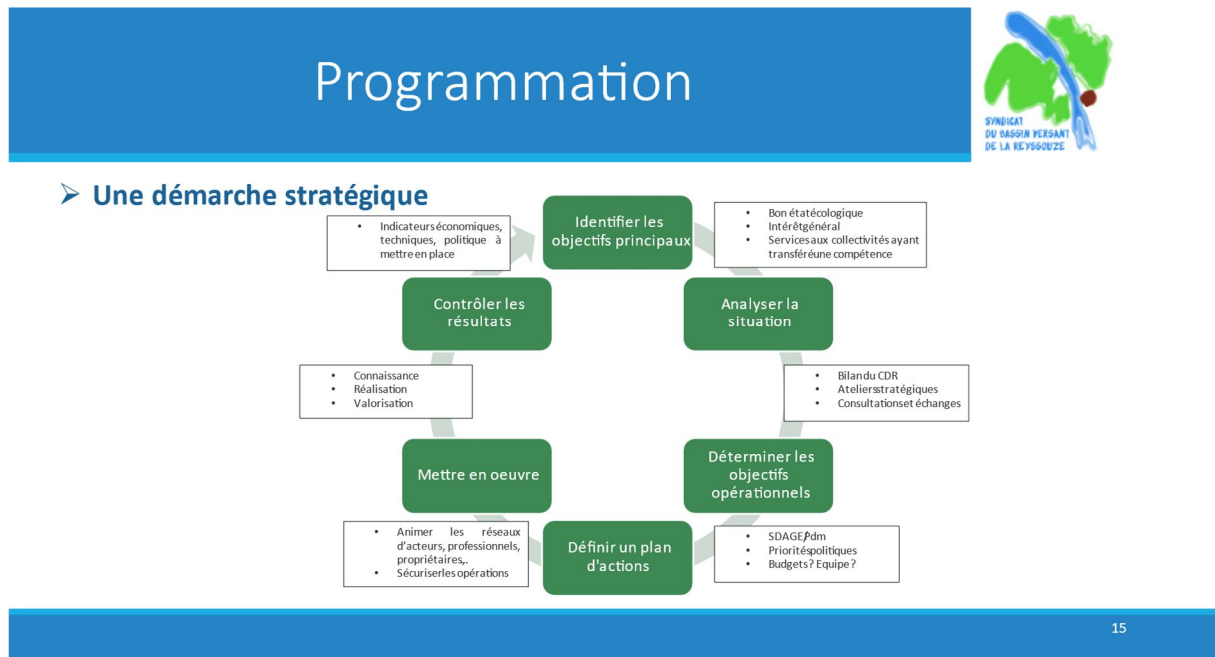 Programmation
SYNDICAT
DU BASSIN VERSANT
DE LA REYSSOUZE
➢ Une démarche stratégique
Identifier les
objectifs principaux
• Bon étatécologique
• Intérêtgénéral
• Services aux collectivités ayant
transféréune compétence
Analyser la
situation
• Bilan du CDR
• Ateliersstratégiques
• Consultationset échanges
Déterminer les
objectifs
opérationnels
• SDAGE/Pdm
• Prioritéspolitiques
• Budgets? Equipe?
Définir un plan
d'actions
• Animer les réseaux
d'acteurs, professionnels,
propriétaires,.
• Sécuriserles opérations
Mettre en oeuvre
• Connaissance
• Réalisation
• Valorisation
Contrôler les
résultats
• Indicateurs économiques,
techniques, politique à
mettre en place
15